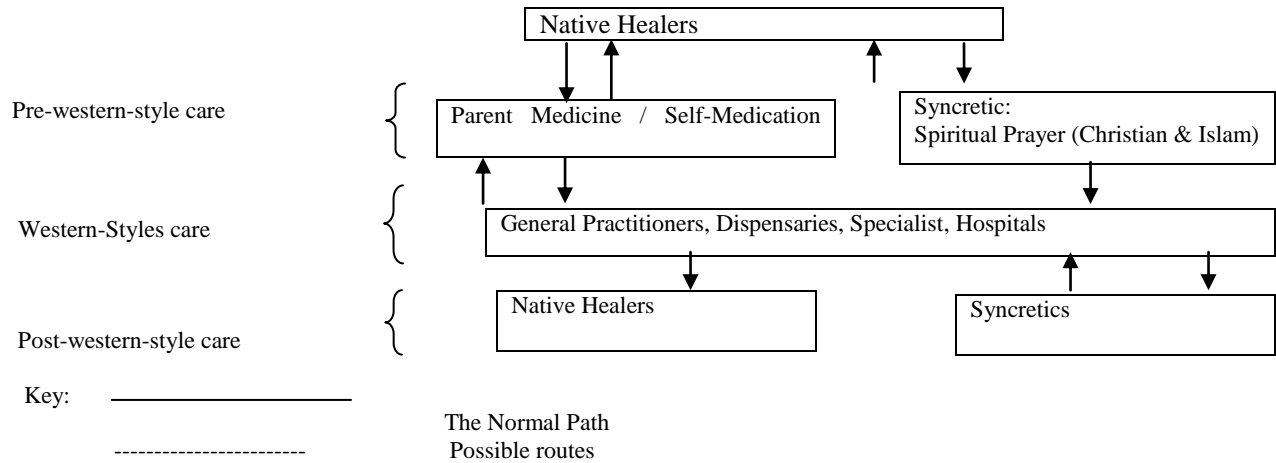 Native Healers
Pre-western-style care
Parent Medicine / Self-Medication
Syncretic:
Spiritual Prayer (Christian & Islam)
Western-Styles care
General Practitioners, Dispensaries, Specialist, Hospitals
Native Healers
Syncretics
Post-western-style care
Key:
The Normal Path
Possible routes